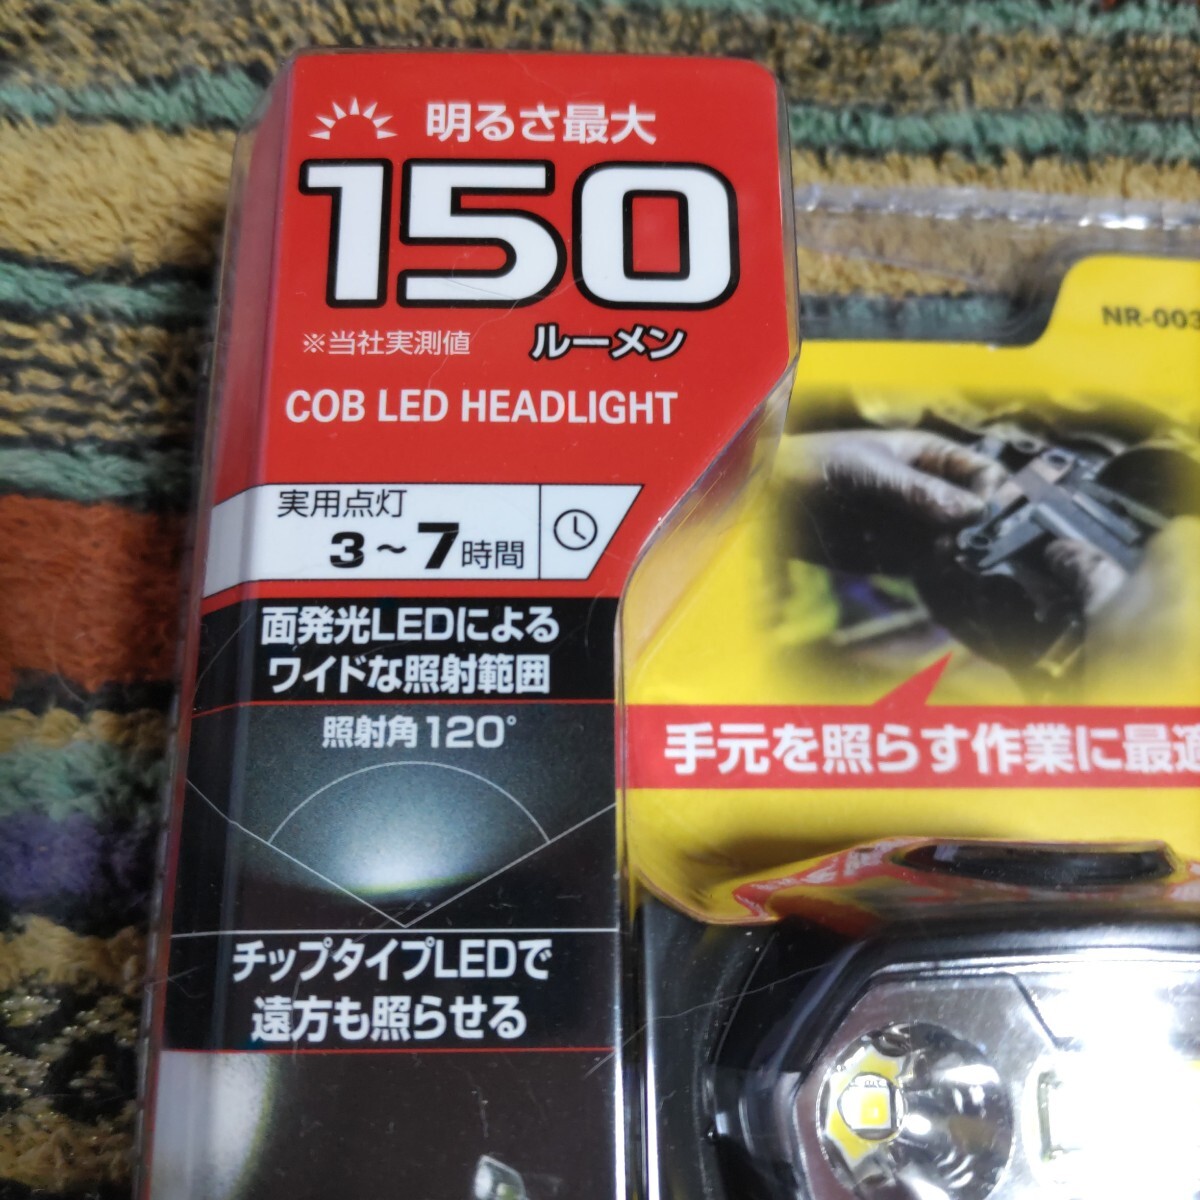 明るさ最大
150
※当社実測値 ルーメン
COB LED HEADLIGHT
実用点灯
3～7時間
面発光LEDによる
ワイドな照射範囲
照射角120°
チップタイプLEDで
遠方も照らせる
NR-003
手元を照らす作業に最適